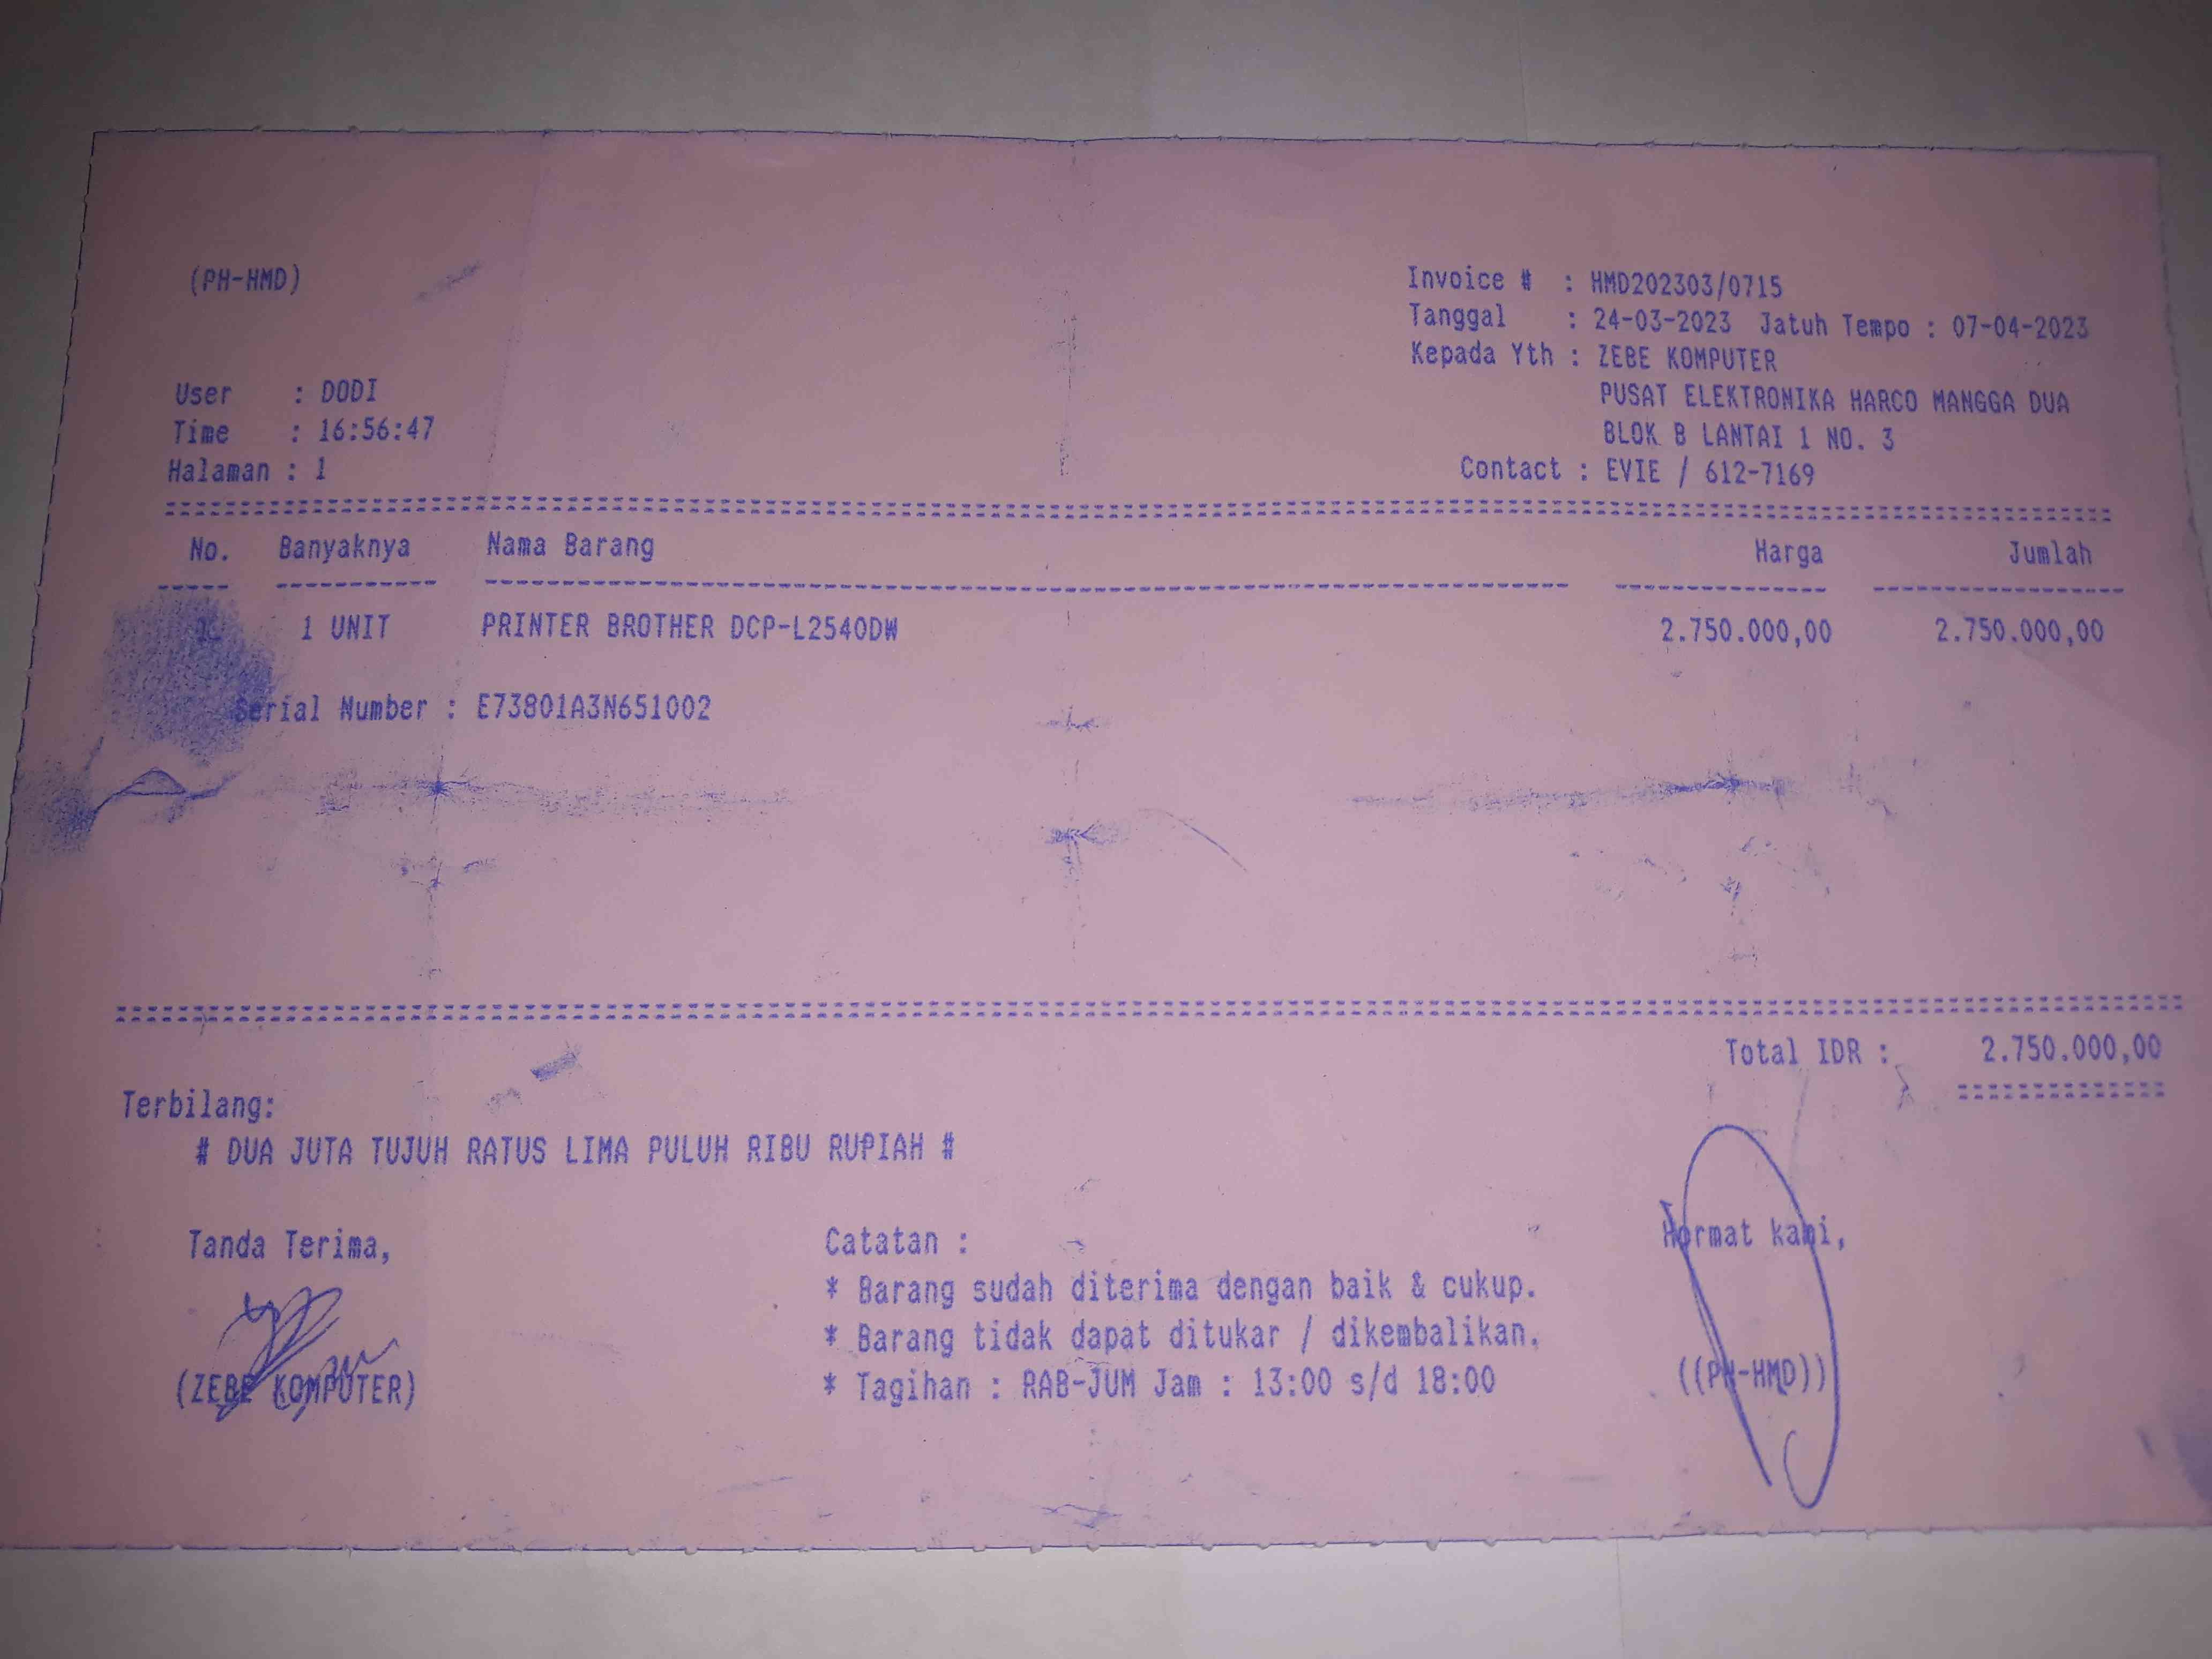 (PH-HMD)
Invoice # : HMD202303/0715
Tanggal : 24-03-2023 Jatuh Tempo : 07-04-2023
Kepada Yth : ZEBE KOMPUTER
PUSAT ELEKTRONIKA HARCO MANGGA DUA
BLOK B LANTAI 1 NO. 3
Contact : EVIE / 612-7169
User : DODI
Time : 16:56:47
Halaman : 1
No. Banyaknya Nama Barang Harga Jumlah
1 UNIT PRINTER BROTHER DCP-L2540DW 2.750.000,00 2.750.000,00
Serial Number : E73801A3N651002
Total IDR : 2.750.000,00
Terbilang:
# DUA JUTA TUJUH RATUS LIMA PULUH RIBU RUPIAH #
Tanda Terima,
(ZEBE KOMPUTER)
Catatan :
* Barang sudah diterima dengan baik & cukup.
* Barang tidak dapat ditukar / dikembalikan.
* Tagihan : RAB-JUM Jam : 13:00 s/d 18:00
Hormat kami,
((PH-HMD))